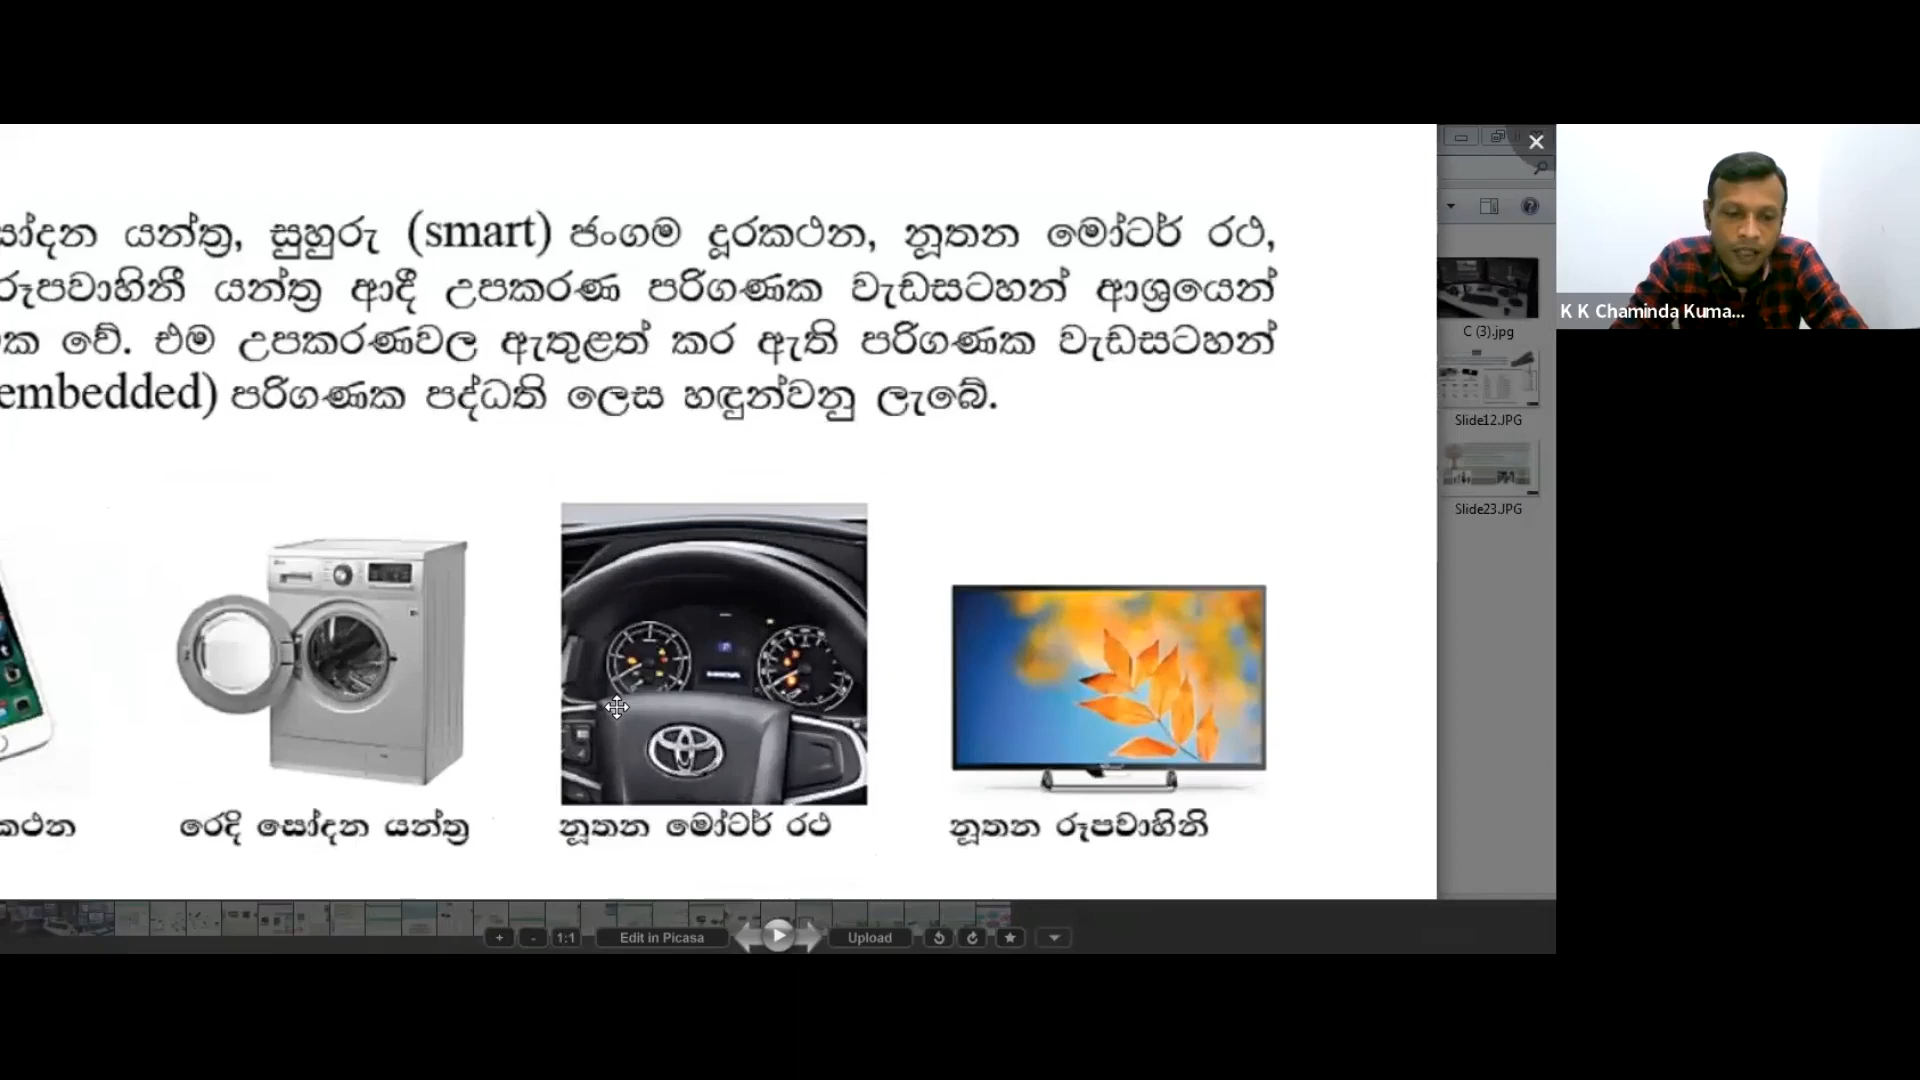 සෝදන යන්ත්‍ර, සුහුරු (smart) ජංගම දුරකථන, නූතන මෝටර් රථ,
රූපවාහිනී යන්ත්‍ර ආදී උපකරණ පරිගණක වැඩසටහන් ආශ්‍රයෙන්
ක වේ. එම උපකරණවල ඇතුළත් කර ඇති පරිගණක වැඩසටහන්
embedded) පරිගණක පද්ධති ලෙස හඳුන්වනු ලැබේ.
කථන
රෙදි සෝදන යන්ත්‍ර
නූතන මෝටර් රථ
නූතන රූපවාහිනි
K K Chaminda Kuma...
C (3).jpg
Slide12.JPG
Slide23.JPG
+ - 1:1 Edit in Picasa Upload